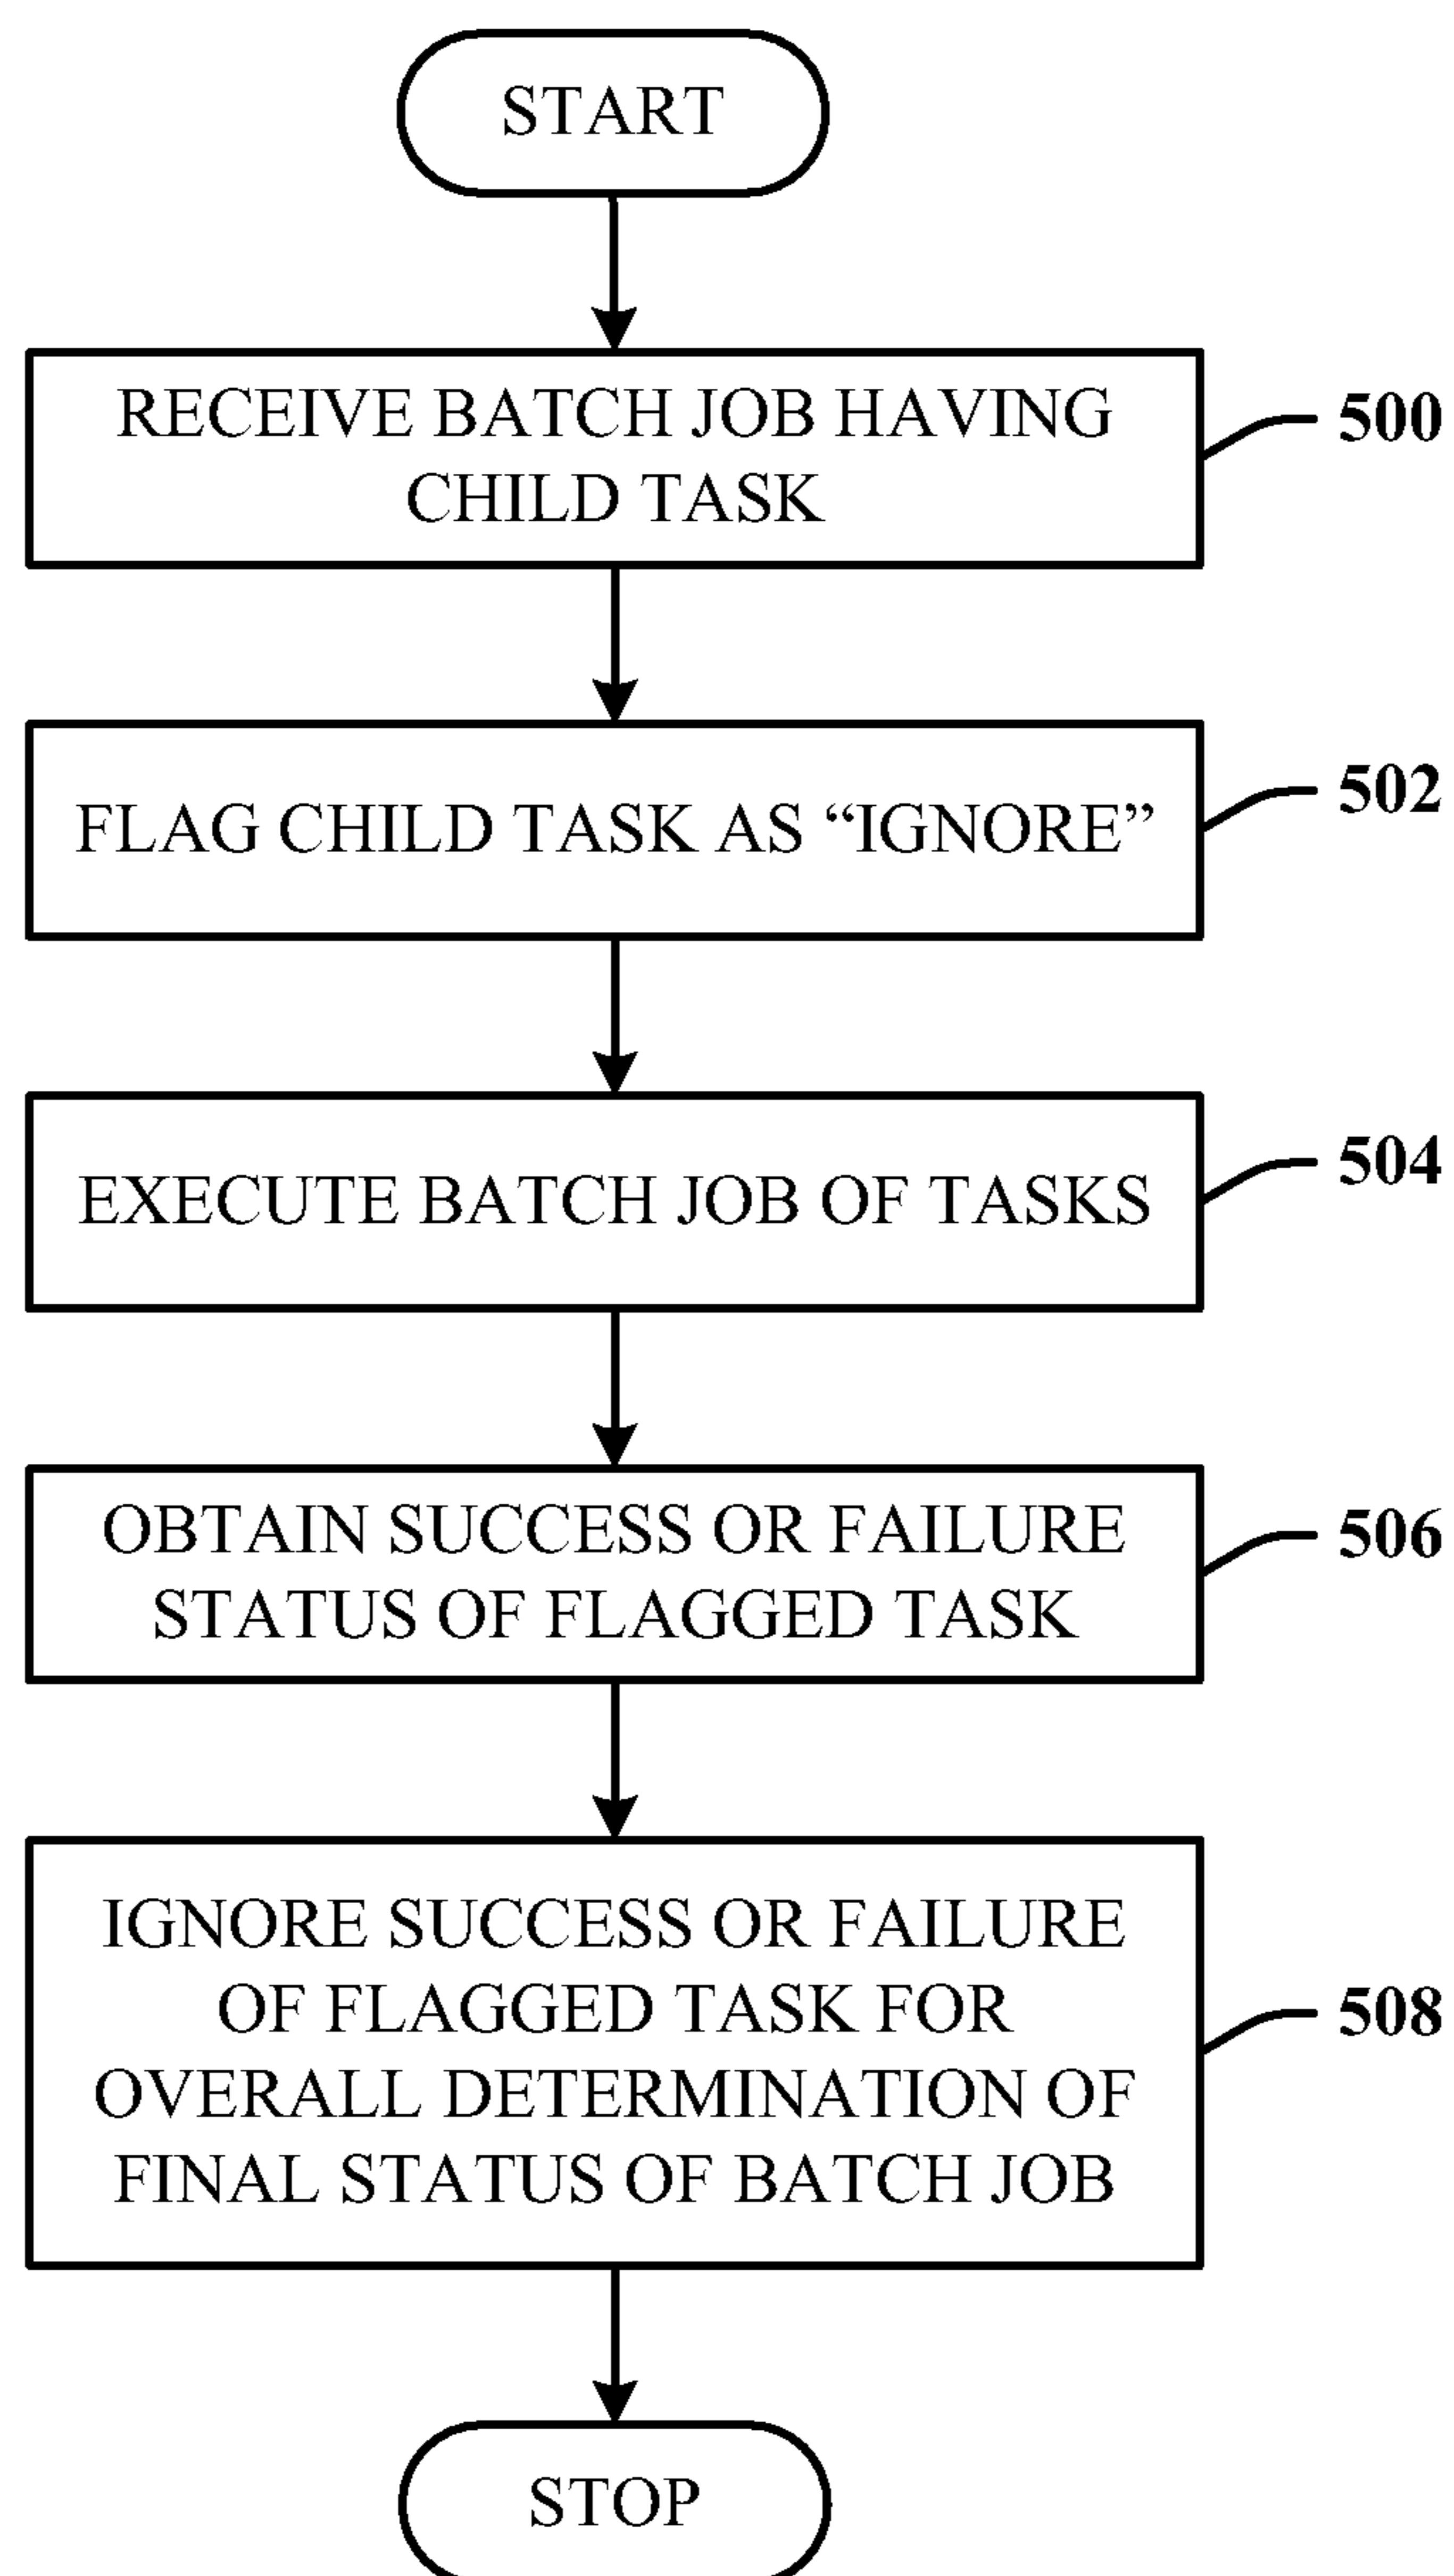 START
RECEIVE BATCH JOB HAVING
CHILD TASK
500
FLAG CHILD TASK AS “IGNORE”
502
EXECUTE BATCH JOB OF TASKS
504
OBTAIN SUCCESS OR FAILURE
STATUS OF FLAGGED TASK
506
IGNORE SUCCESS OR FAILURE
OF FLAGGED TASK FOR
OVERALL DETERMINATION OF
FINAL STATUS OF BATCH JOB
508
STOP